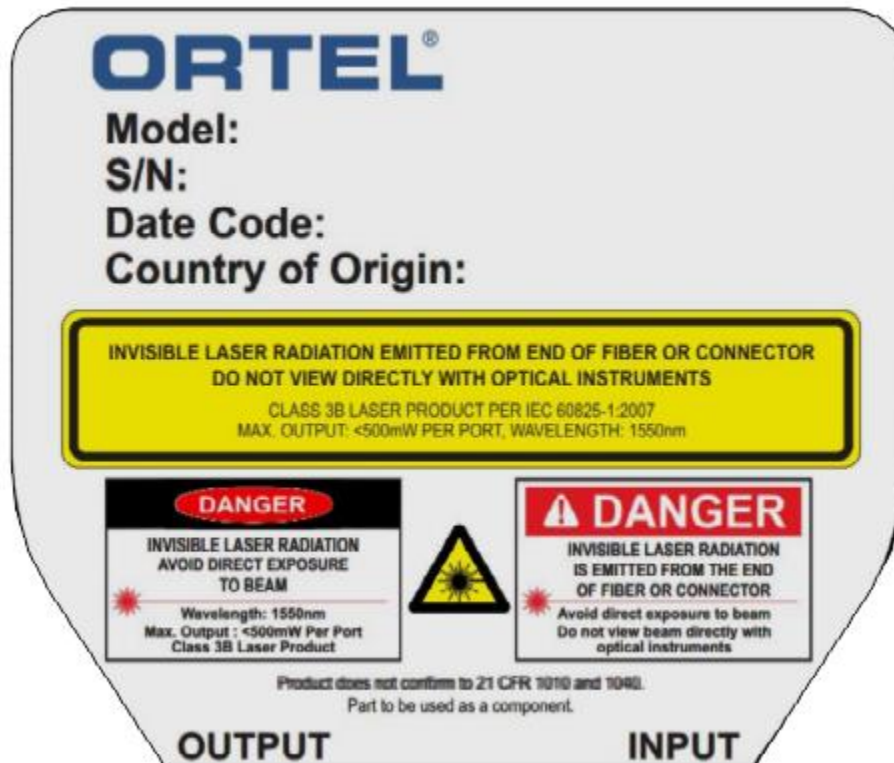 ORTEL®
Model:
S/N:
Date Code:
Country of Origin:
INVISIBLE LASER RADIATION EMITTED FROM END OF FIBER OR CONNECTOR
DO NOT VIEW DIRECTLY WITH OPTICAL INSTRUMENTS
CLASS 3B LASER PRODUCT PER IEC 60825-1:2007
MAX. OUTPUT: <500mW PER PORT, WAVELENGTH: 1550nm
DANGER
INVISIBLE LASER RADIATION
AVOID DIRECT EXPOSURE
TO BEAM
Wavelength: 1550nm
Max. Output : <500mW Per Port
Class 3B Laser Product
DANGER
INVISIBLE LASER RADIATION
IS EMITTED FROM THE END
OF FIBER OR CONNECTOR
Avoid direct exposure to beam
Do not view beam directly with
optical instruments
Product does not confirm to 21 CFR 1010 and 1040.
Part to be used as a component.
OUTPUT
INPUT